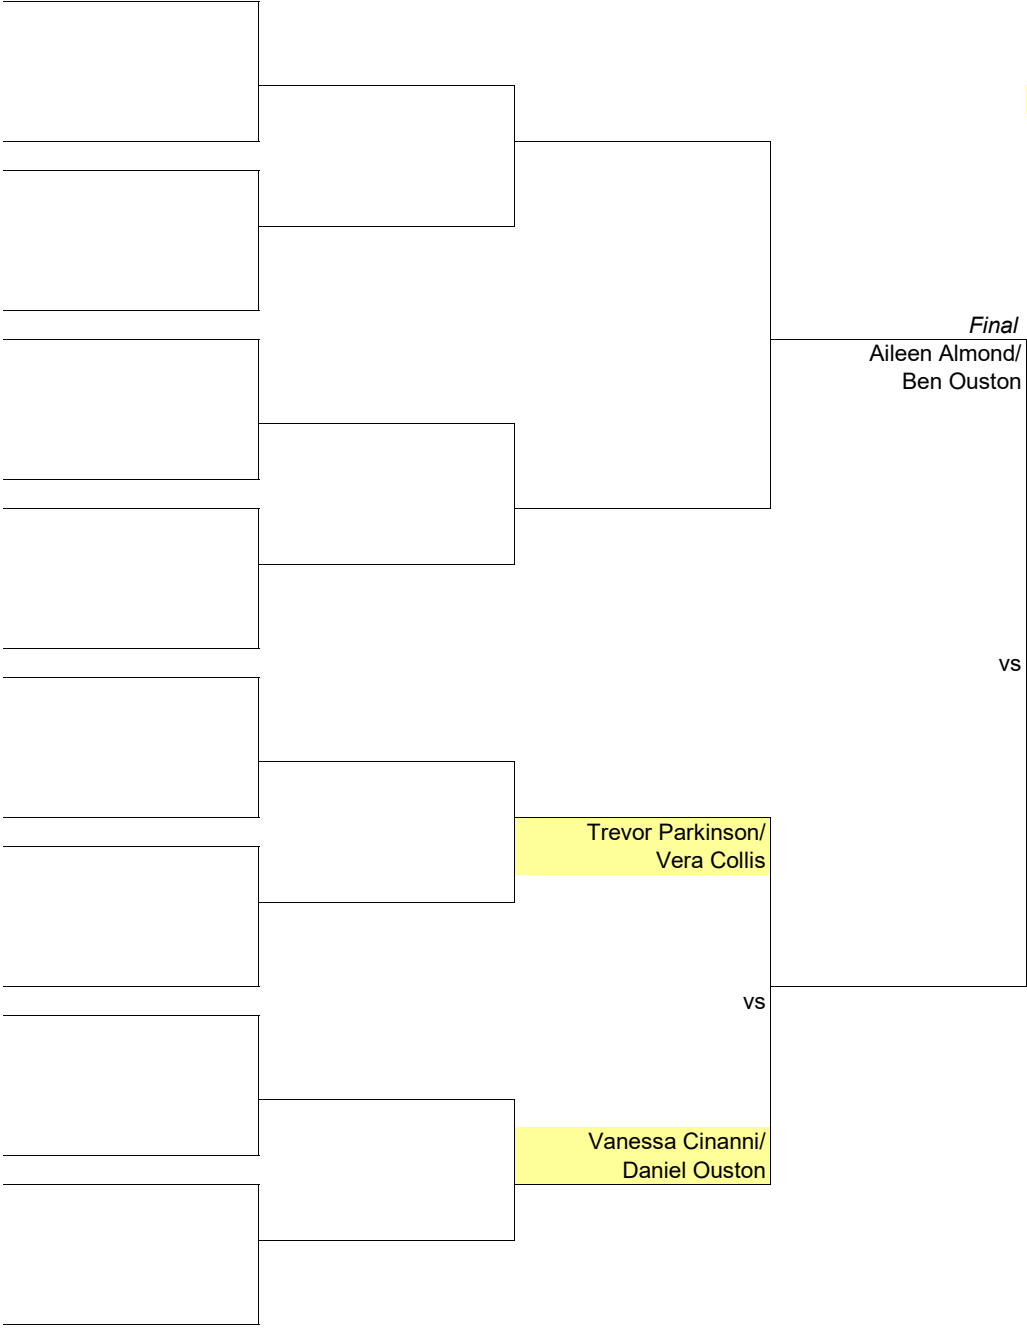 Final
Aileen Almond/
Ben Ouston
vs
Trevor Parkinson/
Vera Collis
vs
Vanessa Cinanni/
Daniel Ouston